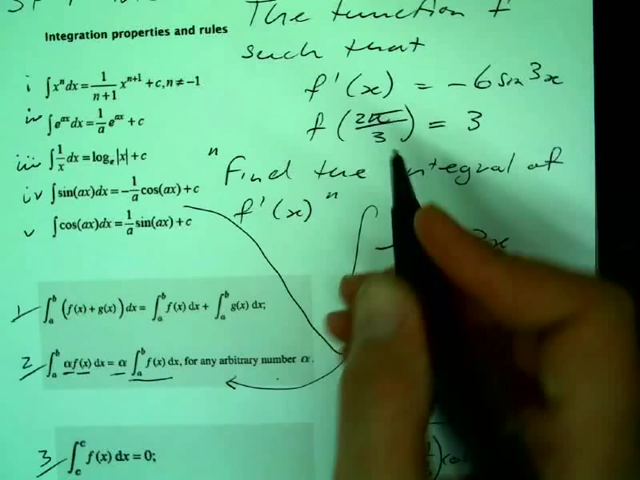 The function f
Integration properties and rules
such that
i ∫xⁿdx = 1/(n+1) xⁿ⁺¹ + c, n ≠ −1
f'(x) = −6 sin 3x
ii ∫eᵃˣdx = 1/a eᵃˣ + c
f(2π/3) = 3
iii ∫1/x dx = logₑ|x| + c
"Find the integral of
iv ∫sin(ax)dx = −1/a cos(ax) + c
f'(x)"
v ∫cos(ax)dx = 1/a sin(ax) + c
∫ − 3x
1 ∫ₐᵇ (f(x) + g(x)) dx = ∫ₐᵇ f(x) dx + ∫ₐᵇ g(x) dx;
2 ∫ₐᵇ αf(x) dx = α ∫ₐᵇ f(x) dx, for any arbitrary number α.
3 ∫꜀ᶜ f(x) dx = 0;